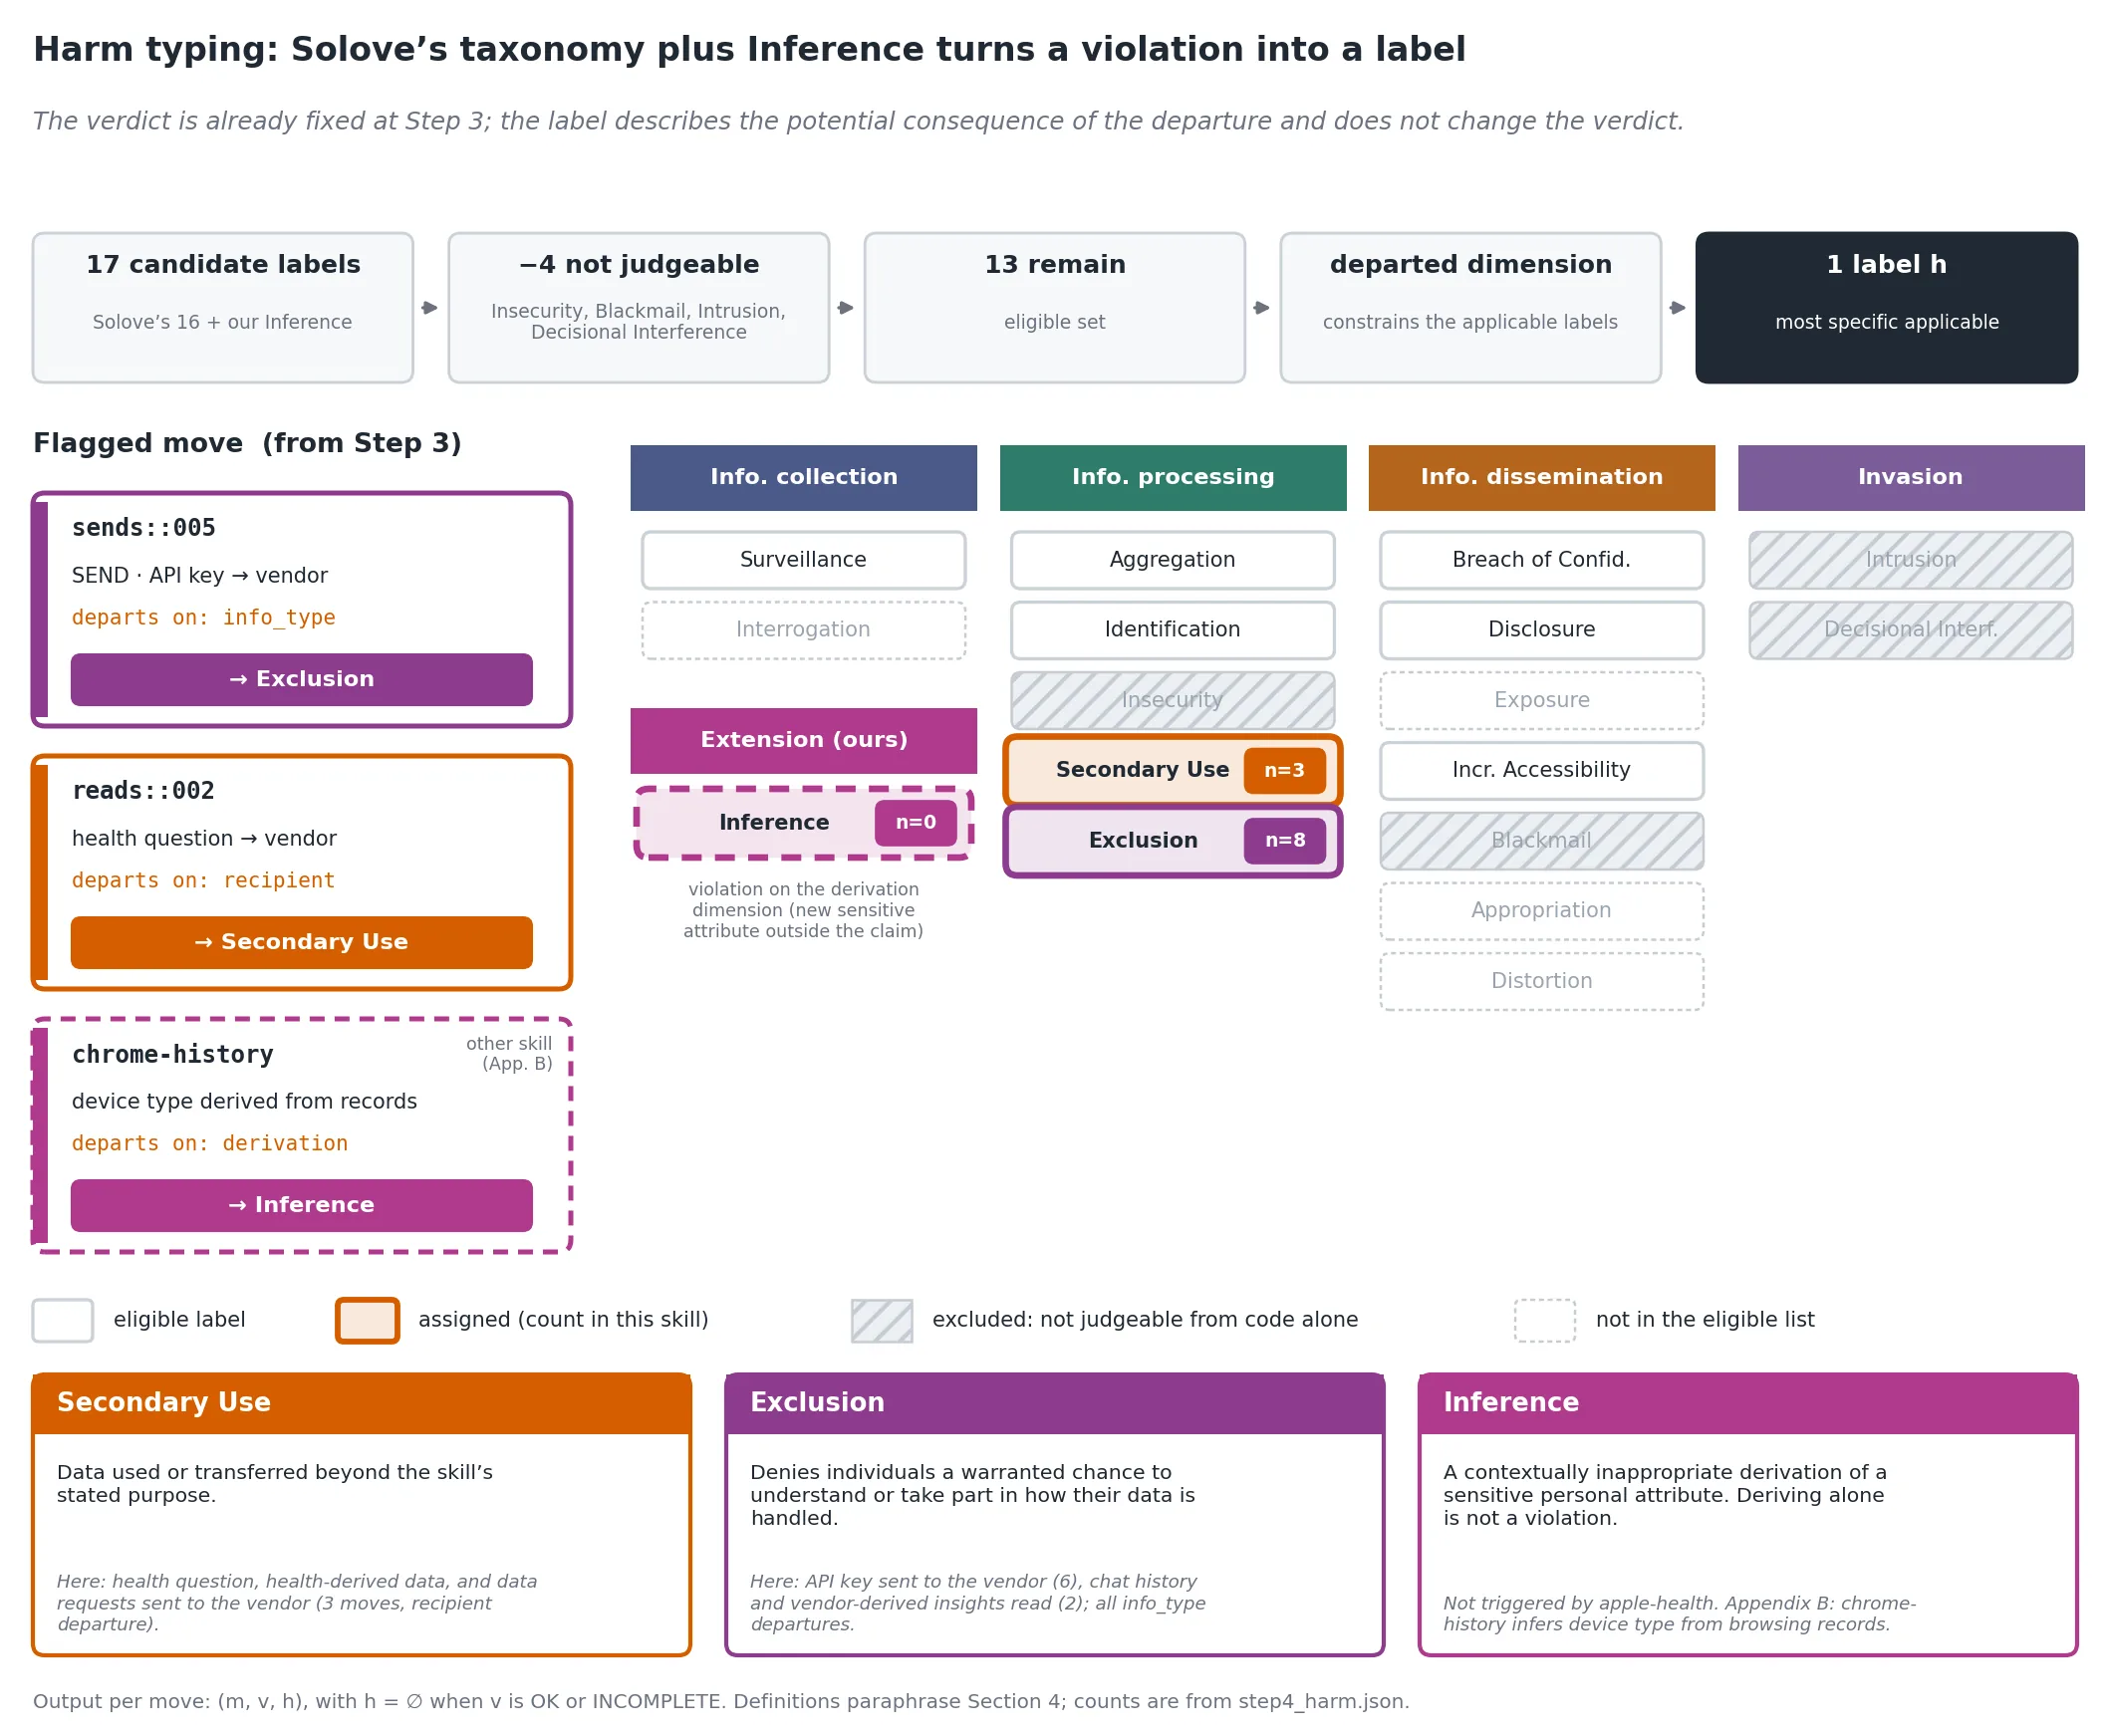 Harm typing: Solove’s taxonomy plus Inference turns a violation into a label
The verdict is already fixed at Step 3; the label describes the potential consequence of the departure and does not change the verdict.
17 candidate labels
Solove’s 16 + our Inference
−4 not judgeable
Insecurity, Blackmail, Intrusion,
Decisional Interference
13 remain
eligible set
departed dimension
constrains the applicable labels
1 label h
most specific applicable
Flagged move (from Step 3)
sends::005
SEND · API key → vendor
departs on: info_type
→ Exclusion
reads::002
health question → vendor
departs on: recipient
→ Secondary Use
chrome-history
other skill
(App. B)
device type derived from records
departs on: derivation
→ Inference
Info. collection
Surveillance
Interrogation
Extension (ours)
Inference
n=0
violation on the derivation
dimension (new sensitive
attribute outside the claim)
Info. processing
Aggregation
Identification
Insecurity
Secondary Use
n=3
Exclusion
n=8
Info. dissemination
Breach of Confid.
Disclosure
Exposure
Incr. Accessibility
Blackmail
Appropriation
Distortion
Invasion
Intrusion
Decisional Interf.
eligible label
assigned (count in this skill)
excluded: not judgeable from code alone
not in the eligible list
Secondary Use
Data used or transferred beyond the skill’s
stated purpose.
Here: health question, health-derived data, and data
requests sent to the vendor (3 moves, recipient
departure).
Exclusion
Denies individuals a warranted chance to
understand or take part in how their data is
handled.
Here: API key sent to the vendor (6), chat history
and vendor-derived insights read (2); all info_type
departures.
Inference
A contextually inappropriate derivation of a
sensitive personal attribute. Deriving alone
is not a violation.
Not triggered by apple-health. Appendix B: chrome-
history infers device type from browsing records.
Output per move: (m, v, h), with h = ∅ when v is OK or INCOMPLETE. Definitions paraphrase Section 4; counts are from step4_harm.json.